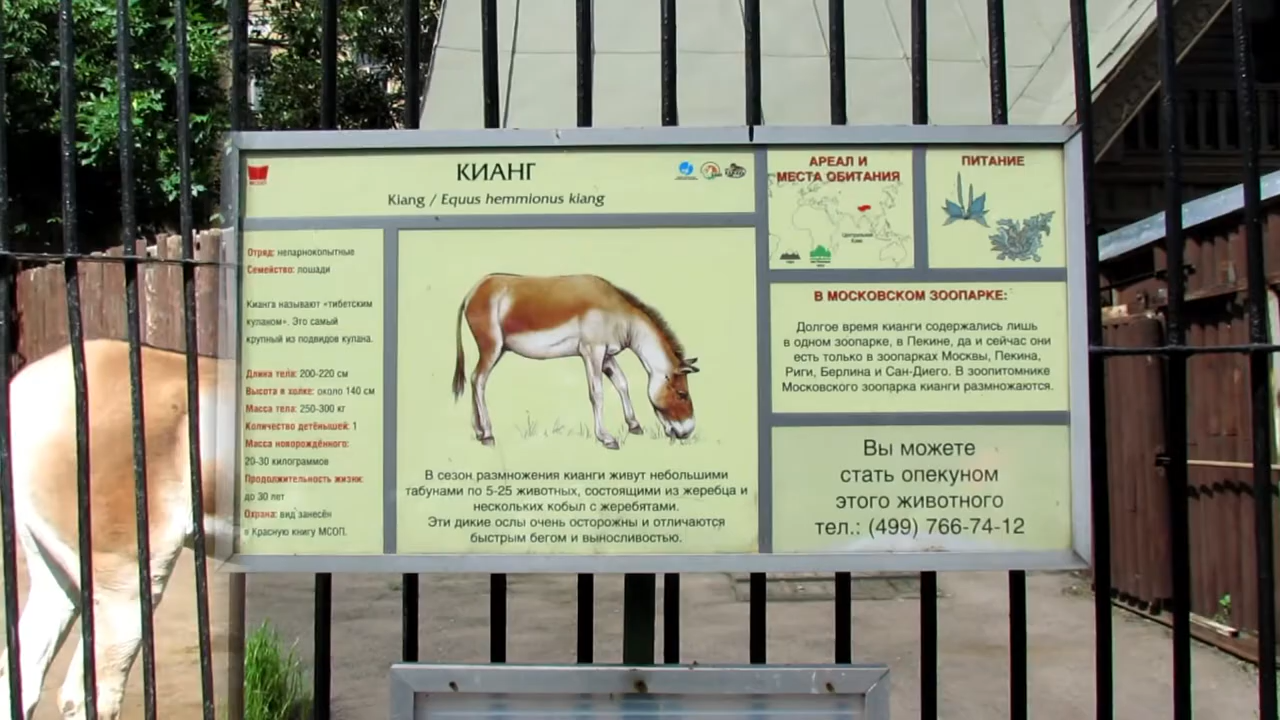 МСОП
КИАНГ
Kiang / Equus hemmionus kiang
Отряд: непарнокопытные
Семейство: лошади
Кианга называют «тибетским
куланом». Это самый
крупный из подвидов кулана.
Длина тела: 200-220 см
Высота в холке: около 140 см
Масса тела: 250-300 кг
Количество детёнышей: 1
Масса новорождённого:
20-30 килограммов
Продолжительность жизни:
до 30 лет
Охрана: вид занесён
в Красную книгу МСОП.
В сезон размножения кианги живут небольшими
табунами по 5-25 животных, состоящими из жеребца и
нескольких кобыл с жеребятами.
Эти дикие ослы очень осторожны и отличаются
быстрым бегом и выносливостью.
АРЕАЛ И
МЕСТА ОБИТАНИЯ
Центральная
Азия
ПИТАНИЕ
В МОСКОВСКОМ ЗООПАРКЕ:
Долгое время кианги содержались лишь
в одном зоопарке, в Пекине, да и сейчас они
есть только в зоопарках Москвы, Пекина,
Риги, Берлина и Сан-Диего. В зоопитомнике
Московского зоопарка кианги размножаются.
Вы можете
стать опекуном
этого животного
тел.: (499) 766-74-12